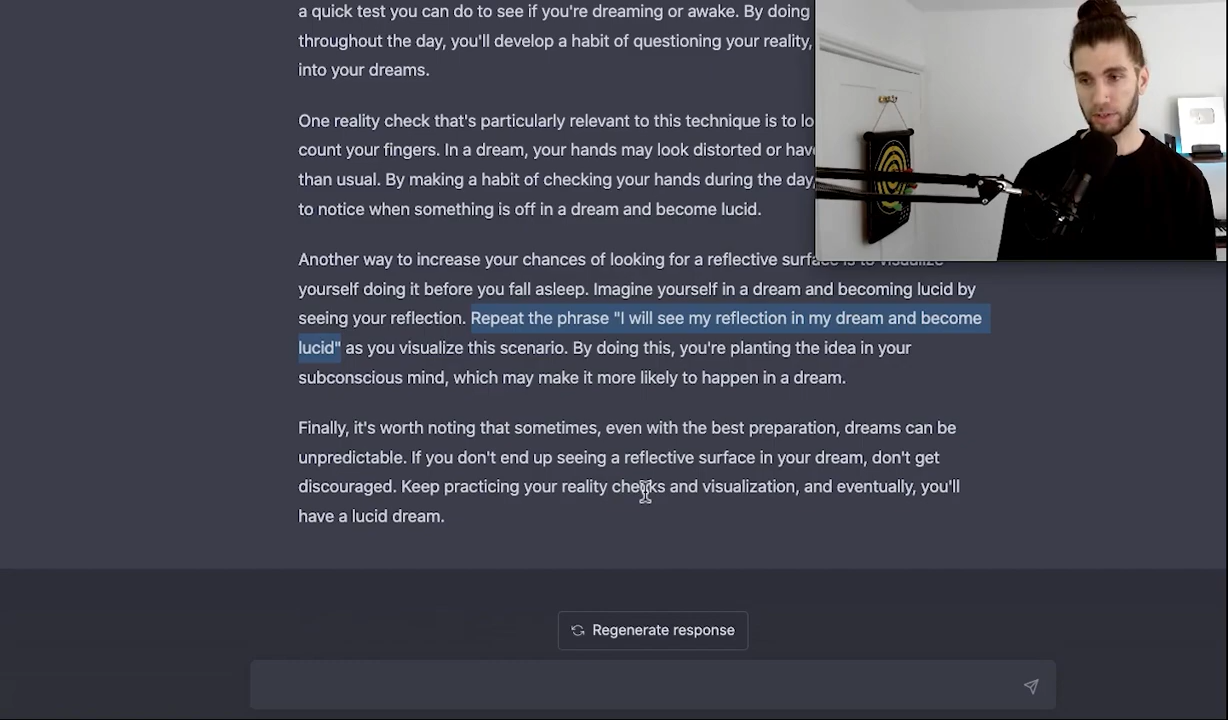 a quick test you can do to see if you're dreaming or awake. By doing
throughout the day, you'll develop a habit of questioning your reality,
into your dreams.
One reality check that's particularly relevant to this technique is to lo
count your fingers. In a dream, your hands may look distorted or hav
than usual. By making a habit of checking your hands during the day,
to notice when something is off in a dream and become lucid.
Another way to increase your chances of looking for a reflective surface is to visualize
yourself doing it before you fall asleep. Imagine yourself in a dream and becoming lucid by
seeing your reflection. Repeat the phrase "I will see my reflection in my dream and become
lucid" as you visualize this scenario. By doing this, you're planting the idea in your
subconscious mind, which may make it more likely to happen in a dream.
Finally, it's worth noting that sometimes, even with the best preparation, dreams can be
unpredictable. If you don't end up seeing a reflective surface in your dream, don't get
discouraged. Keep practicing your reality checks and visualization, and eventually, you'll
have a lucid dream.
Regenerate response